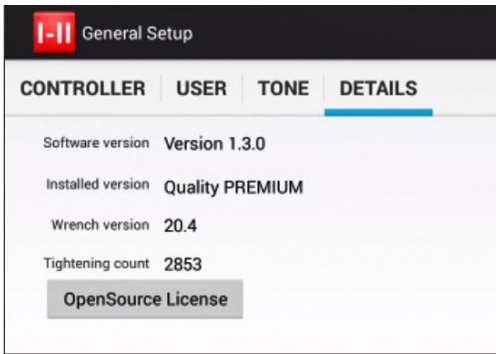 I-II General Setup
CONTROLLER USER TONE DETAILS
Software version Version 1.3.0
Installed version Quality PREMIUM
Wrench version 20.4
Tightening count 2853
OpenSource License